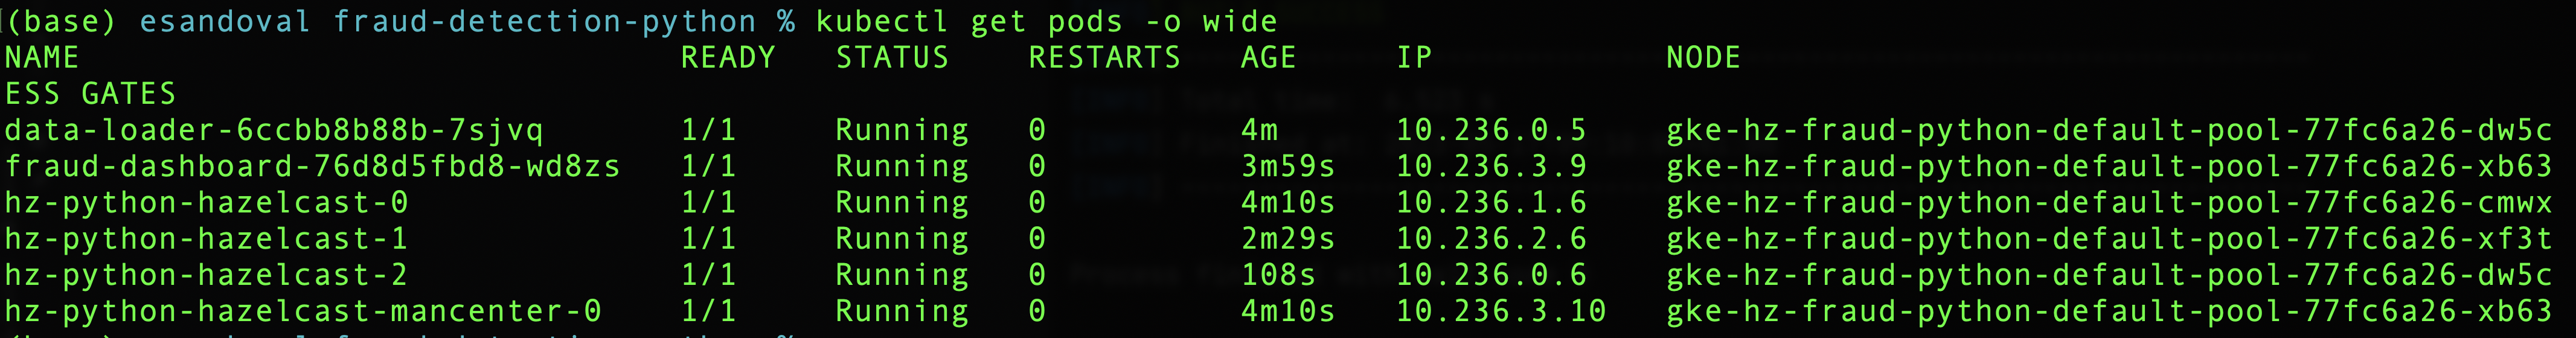 (base) esandoval fraud-detection-python % kubectl get pods -o wide
NAME READY STATUS RESTARTS AGE IP NODE
ESS GATES
data-loader-6ccbb8b88b-7sjvq 1/1 Running 0 4m 10.236.0.5 gke-hz-fraud-python-default-pool-77fc6a26-dw5c
fraud-dashboard-76d8d5fbd8-wd8zs 1/1 Running 0 3m59s 10.236.3.9 gke-hz-fraud-python-default-pool-77fc6a26-xb63
hz-python-hazelcast-0 1/1 Running 0 4m10s 10.236.1.6 gke-hz-fraud-python-default-pool-77fc6a26-cmwx
hz-python-hazelcast-1 1/1 Running 0 2m29s 10.236.2.6 gke-hz-fraud-python-default-pool-77fc6a26-xf3t
hz-python-hazelcast-2 1/1 Running 0 108s 10.236.0.6 gke-hz-fraud-python-default-pool-77fc6a26-dw5c
hz-python-hazelcast-mancenter-0 1/1 Running 0 4m10s 10.236.3.10 gke-hz-fraud-python-default-pool-77fc6a26-xb63